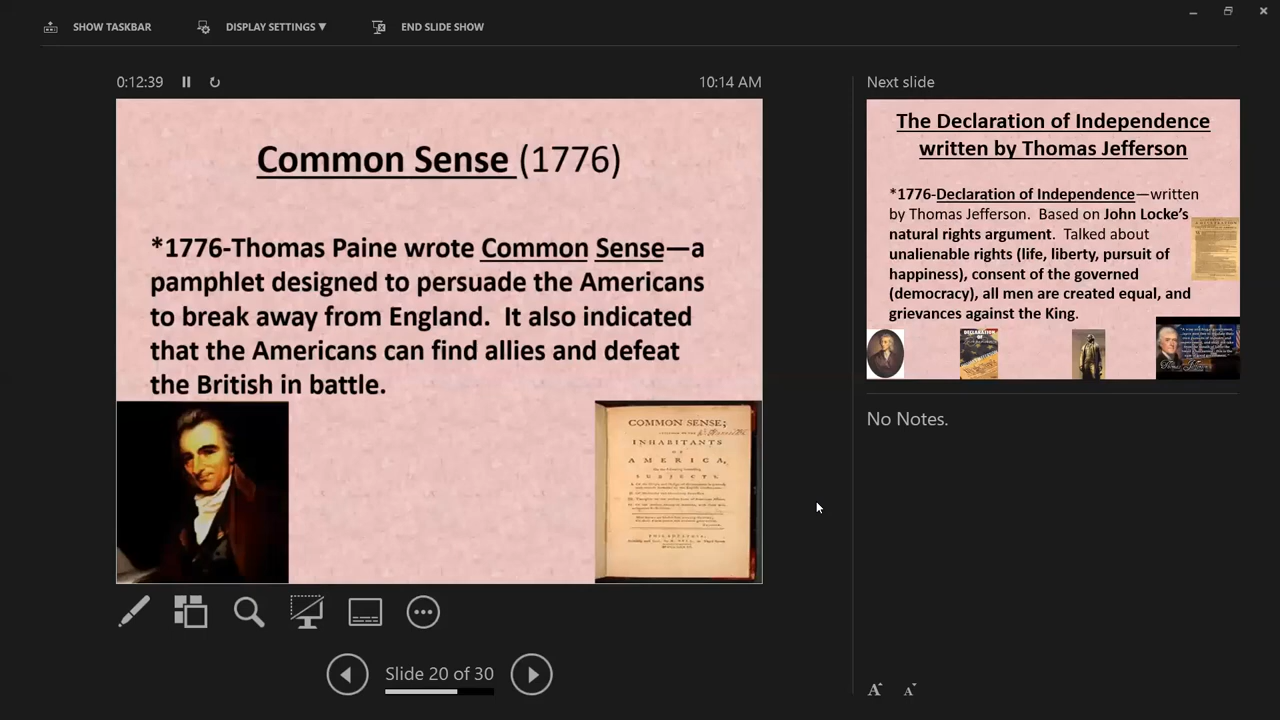 SHOW TASKBAR
DISPLAY SETTINGS ▼
END SLIDE SHOW
0:12:39
10:14 AM
Common Sense (1776)
*1776-Thomas Paine wrote Common Sense—a
pamphlet designed to persuade the Americans
to break away from England. It also indicated
that the Americans can find allies and defeat
the British in battle.
COMMON SENSE;
INHABITANTS
OF
AMERICA,
SUBJECTS.
PHILADELPHIA
Slide 20 of 30
Next slide
The Declaration of Independence
written by Thomas Jefferson
*1776-Declaration of Independence—written
by Thomas Jefferson. Based on John Locke's
natural rights argument. Talked about
unalienable rights (life, liberty, pursuit of
happiness), consent of the governed
(democracy), all men are created equal, and
grievances against the King.
DECLARATION
No Notes.
A A